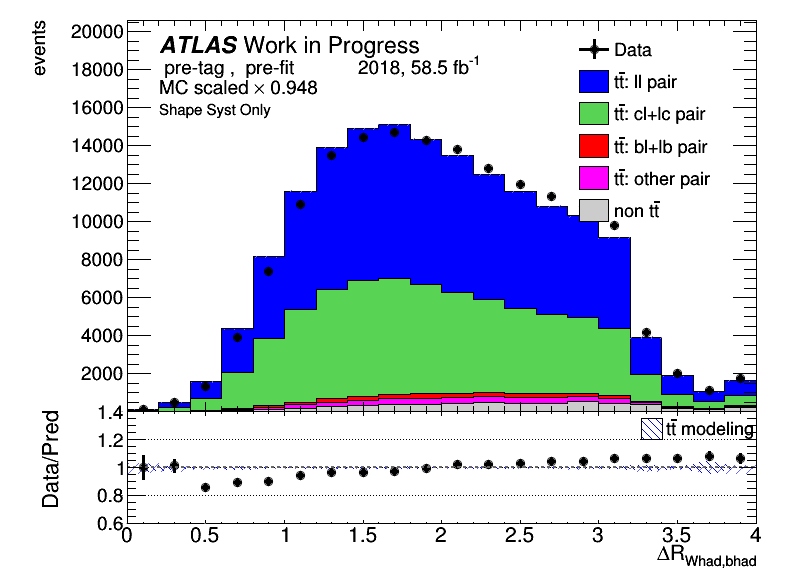 events
20000
18000
16000
14000
12000
10000
8000
6000
4000
2000
ATLAS Work in Progress
pre-tag , pre-fit 2018, 58.5 fb⁻¹
MC scaled × 0.948
Shape Syst Only
Data
tt̄: ll pair
tt̄: cl+lc pair
tt̄: bl+lb pair
tt̄: other pair
non tt̄
Data/Pred
1.4
1.2
1
0.8
0.6
tt̄ modeling
0 0.5 1 1.5 2 2.5 3 3.5 4
ΔR_Whad,bhad